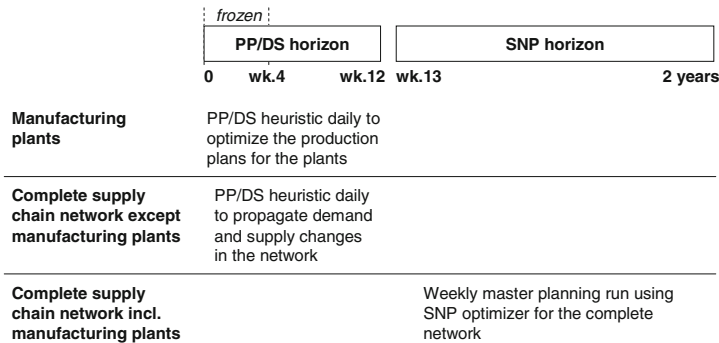 frozen
PP/DS horizon
SNP horizon
0 wk.4 wk.12 wk.13 2 years
Manufacturing
plants
PP/DS heuristic daily to
optimize the production
plans for the plants
Complete supply
chain network except
manufacturing plants
PP/DS heuristic daily
to propagate demand
and supply changes
in the network
Complete supply
chain network incl.
manufacturing plants
Weekly master planning run using
SNP optimizer for the complete
network